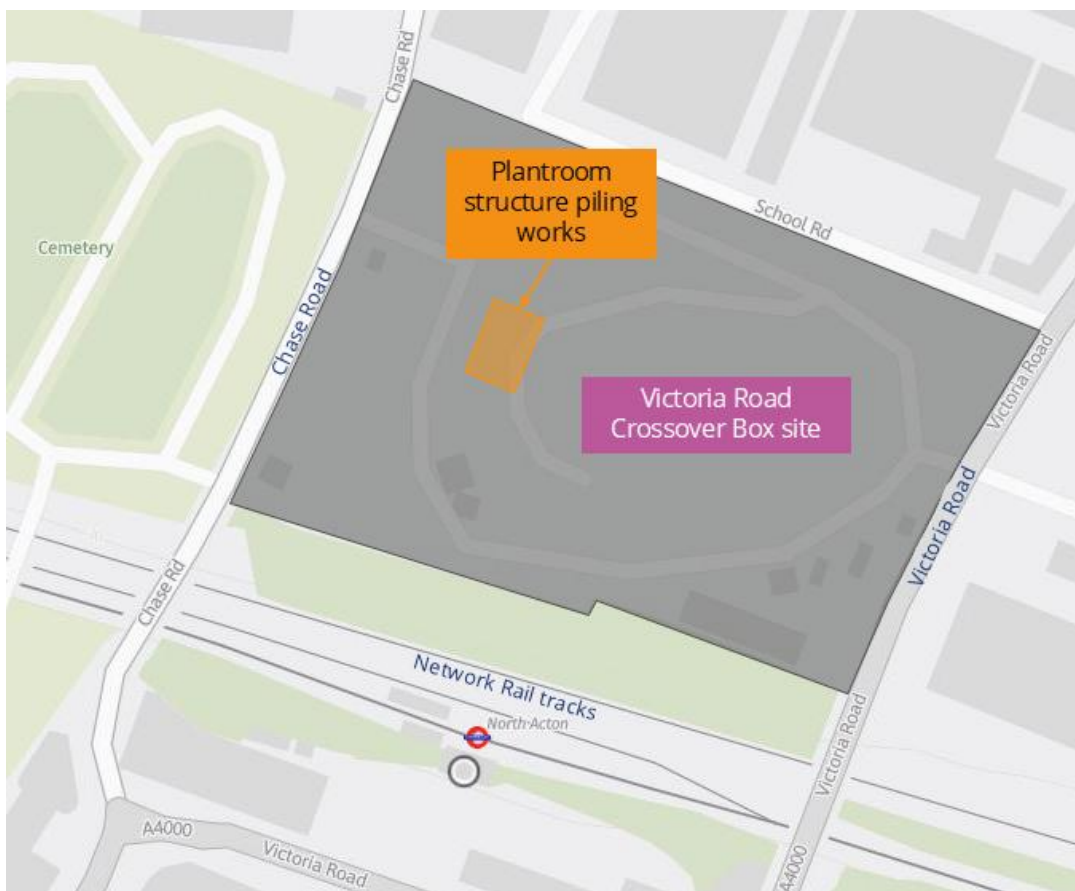 Chase Rd
Plantroom
structure piling
works
School Rd
Cemetery
Chase Road
Victoria Road
Victoria Road
Crossover Box site
Victoria Road
Chase Rd
Network Rail tracks
North Acton
Victoria Road
A4000
Victoria Road
A4000